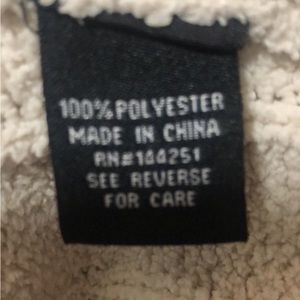 100% POLYESTER
MADE IN CHINA
RN#144251
SEE REVERSE
FOR CARE